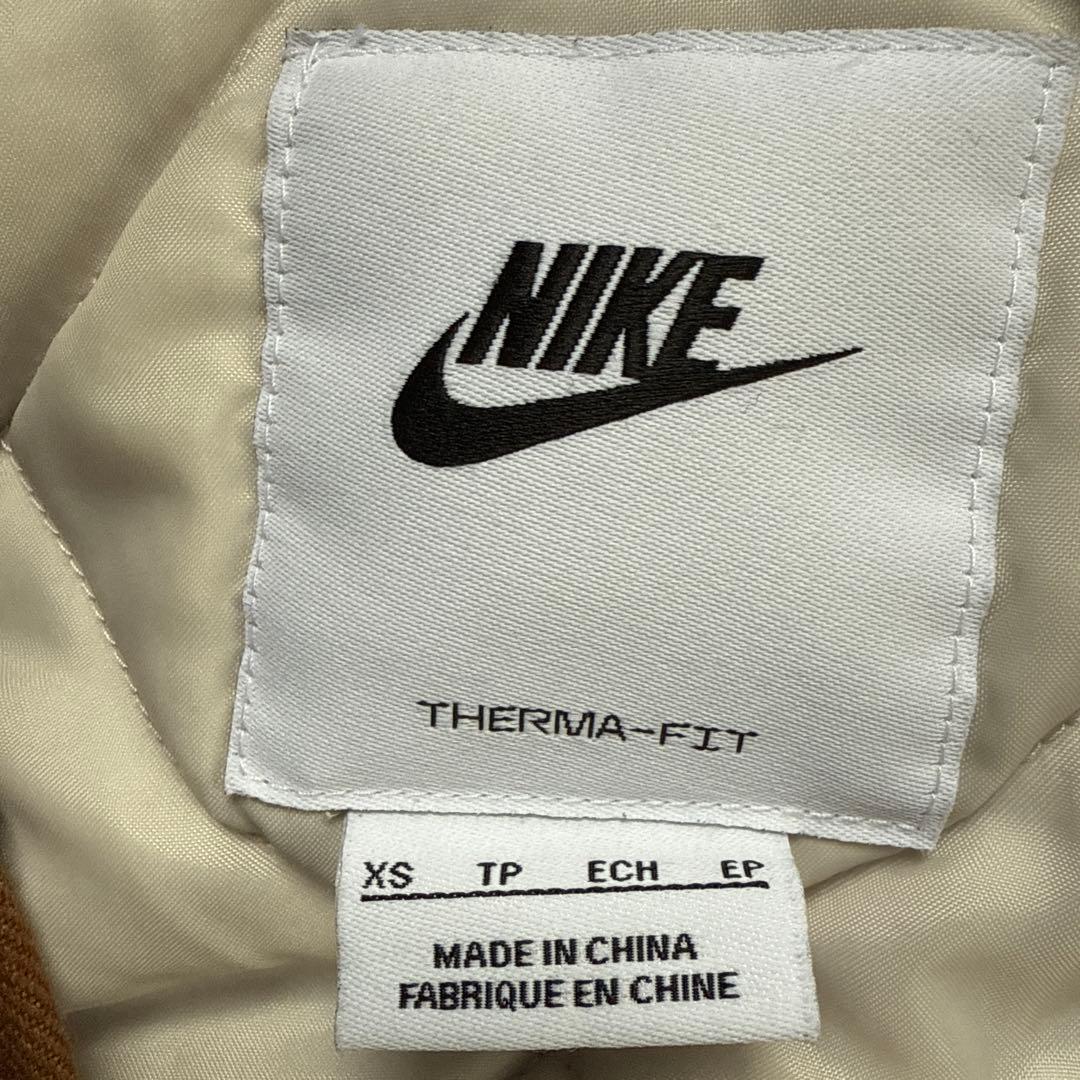 NIKE
THERMA-FIT
XS TP ECH EP
MADE IN CHINA
FABRIQUE EN CHINE